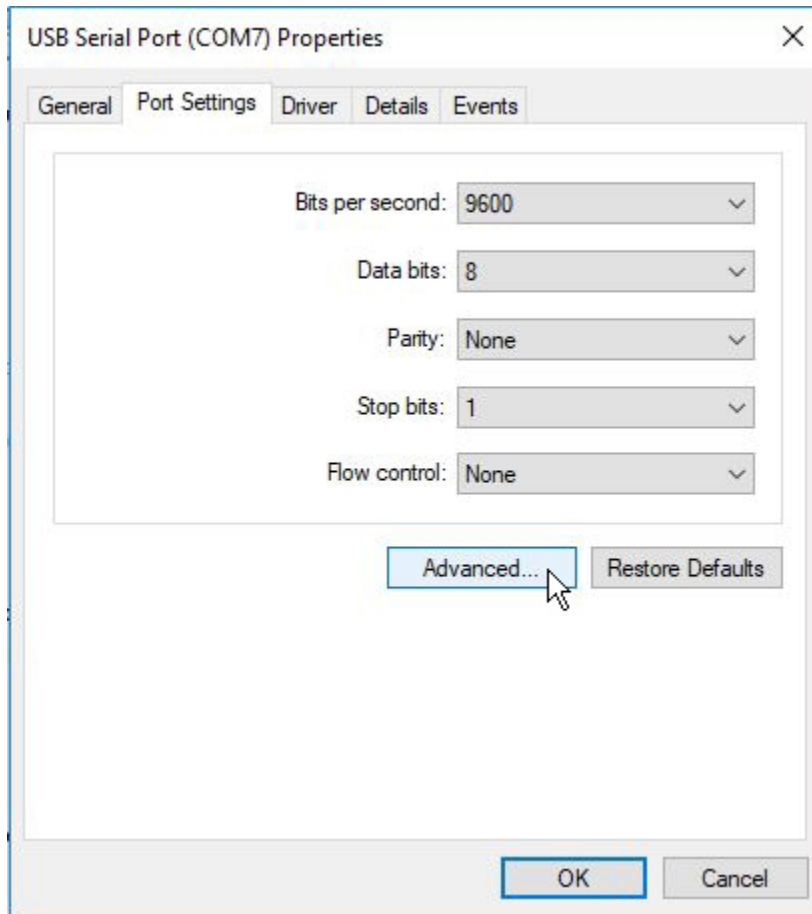 USB Serial Port (COM7) Properties
General Port Settings Driver Details Events
Bits per second: 9600
Data bits: 8
Parity: None
Stop bits: 1
Flow control: None
Advanced... Restore Defaults
OK Cancel